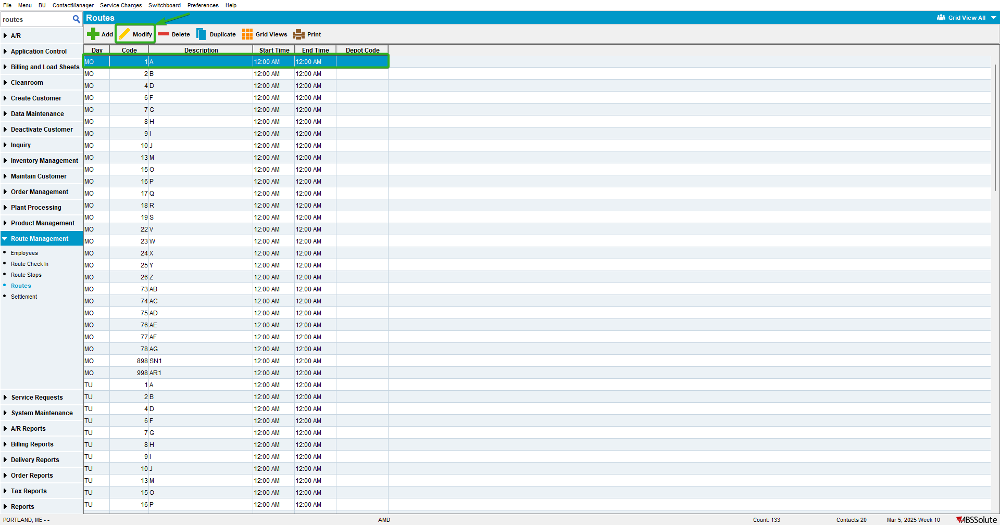 File Menu BU ContactManager Service Charges Switchboard Preferences Help
routes
Routes
Grid View All
Add Modify Delete Duplicate Grid Views Print
A/R
Application Control
Billing and Load Sheets
Cleanroom
Create Customer
Data Maintenance
Deactivate Customer
Inquiry
Inventory Management
Maintain Customer
Order Management
Plant Processing
Product Management
Route Management
Employees
Route Check In
Route Stops
Routes
Settlement
Service Requests
System Maintenance
A/R Reports
Billing Reports
Delivery Reports
Order Reports
Tax Reports
Reports
Day Code Description Start Time End Time Depot Code
MO 1 A 12:00 AM 12:00 AM
MO 2 B 12:00 AM 12:00 AM
MO 4 D 12:00 AM 12:00 AM
MO 6 F 12:00 AM 12:00 AM
MO 7 G 12:00 AM 12:00 AM
MO 8 H 12:00 AM 12:00 AM
MO 9 I 12:00 AM 12:00 AM
MO 10 J 12:00 AM 12:00 AM
MO 13 M 12:00 AM 12:00 AM
MO 15 O 12:00 AM 12:00 AM
MO 16 P 12:00 AM 12:00 AM
MO 17 Q 12:00 AM 12:00 AM
MO 18 R 12:00 AM 12:00 AM
MO 19 S 12:00 AM 12:00 AM
MO 22 V 12:00 AM 12:00 AM
MO 23 W 12:00 AM 12:00 AM
MO 24 X 12:00 AM 12:00 AM
MO 25 Y 12:00 AM 12:00 AM
MO 26 Z 12:00 AM 12:00 AM
MO 73 AB 12:00 AM 12:00 AM
MO 74 AC 12:00 AM 12:00 AM
MO 75 AD 12:00 AM 12:00 AM
MO 76 AE 12:00 AM 12:00 AM
MO 77 AF 12:00 AM 12:00 AM
MO 78 AG 12:00 AM 12:00 AM
MO 898 SN1 12:00 AM 12:00 AM
MO 998 AR1 12:00 AM 12:00 AM
TU 1 A 12:00 AM 12:00 AM
TU 2 B 12:00 AM 12:00 AM
TU 4 D 12:00 AM 12:00 AM
TU 6 F 12:00 AM 12:00 AM
TU 7 G 12:00 AM 12:00 AM
TU 8 H 12:00 AM 12:00 AM
TU 9 I 12:00 AM 12:00 AM
TU 10 J 12:00 AM 12:00 AM
TU 13 M 12:00 AM 12:00 AM
TU 15 O 12:00 AM 12:00 AM
TU 16 P 12:00 AM 12:00 AM
PORTLAND, ME - - AMD Count: 133 Contacts 20 Mar 5, 2025 Week 10 ABSSolute